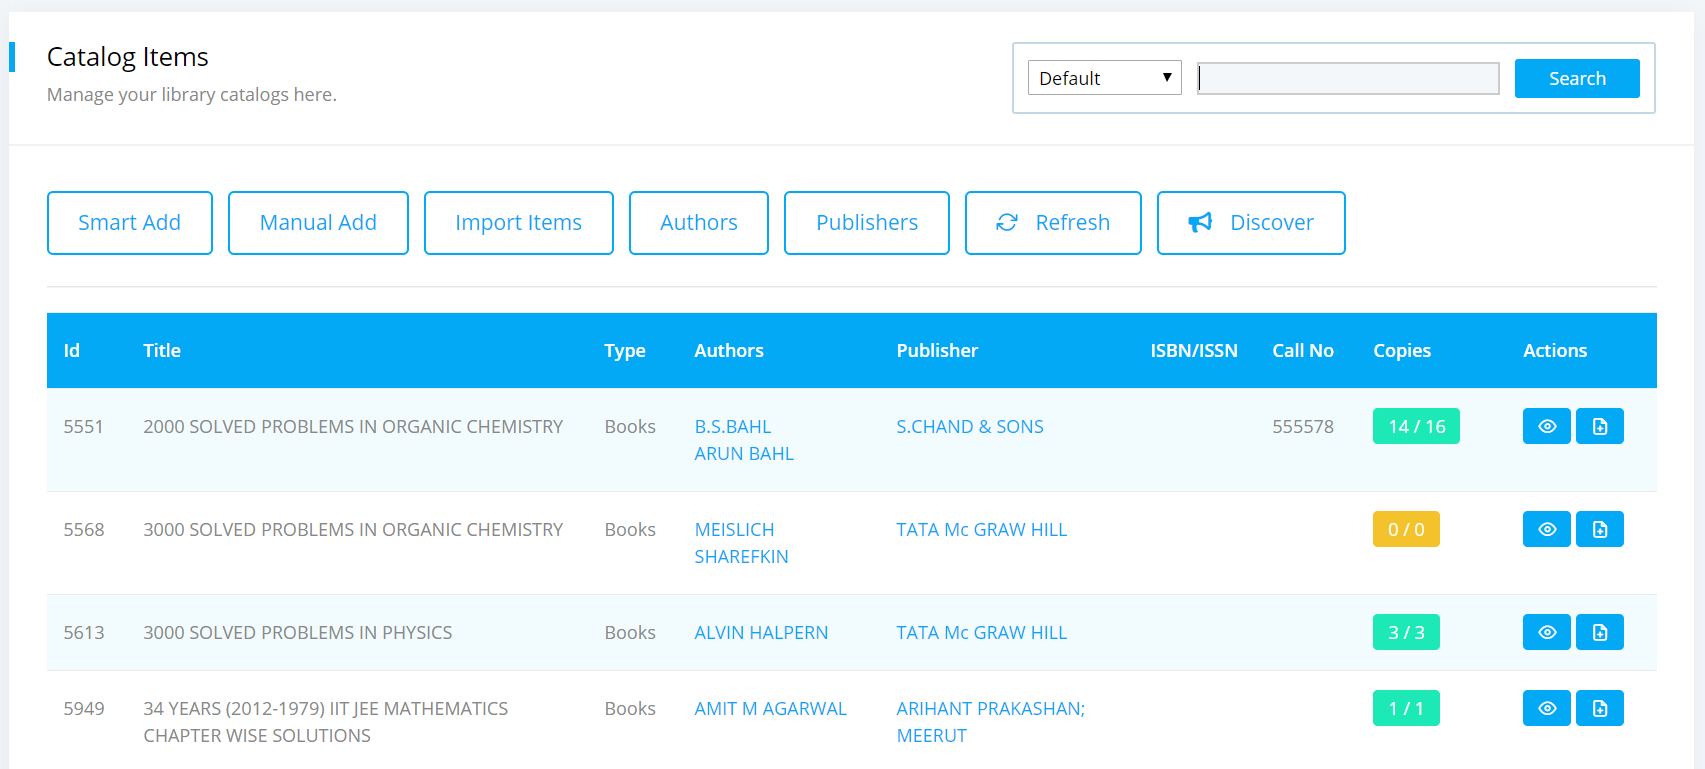 Catalog Items
Manage your library catalogs here.
Default
Search
Smart Add
Manual Add
Import Items
Authors
Publishers
Refresh
Discover
Id Title Type Authors Publisher ISBN/ISSN Call No Copies Actions
5551 2000 SOLVED PROBLEMS IN ORGANIC CHEMISTRY Books B.S.BAHL S.CHAND & SONS 555578 14 / 16
ARUN BAHL
5568 3000 SOLVED PROBLEMS IN ORGANIC CHEMISTRY Books MEISLICH TATA Mc GRAW HILL 0 / 0
SHAREFKIN
5613 3000 SOLVED PROBLEMS IN PHYSICS Books ALVIN HALPERN TATA Mc GRAW HILL 3 / 3
5949 34 YEARS (2012-1979) IIT JEE MATHEMATICS Books AMIT M AGARWAL ARIHANT PRAKASHAN; 1 / 1
CHAPTER WISE SOLUTIONS MEERUT